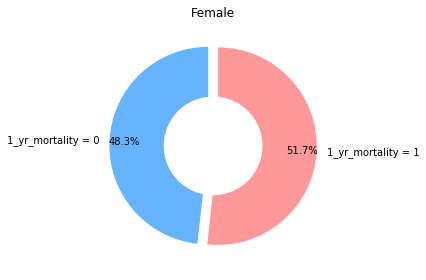 Female
1_yr_mortality = 0
48.3%
51.7%
1_yr_mortality = 1